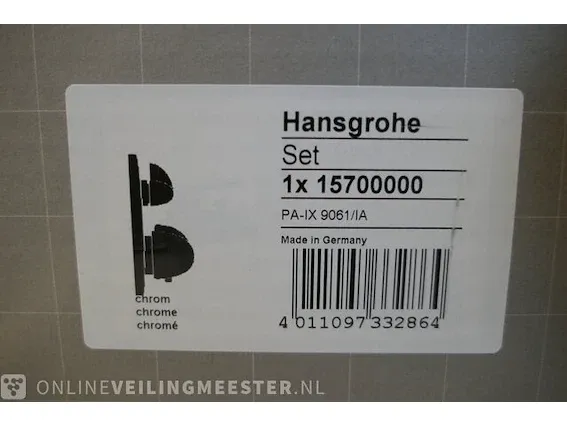 Hansgrohe
Set
1x 15700000
PA-IX 9061/IA
Made in Germany
chrom
chrome
chromé
4 011097 332864
ONLINEVEILINGMEESTER.NL